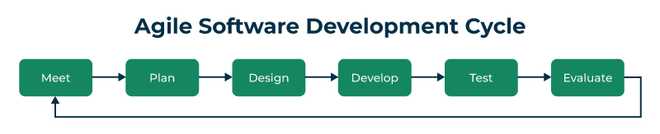 Agile Software Development Cycle
Meet
Plan
Design
Develop
Test
Evaluate